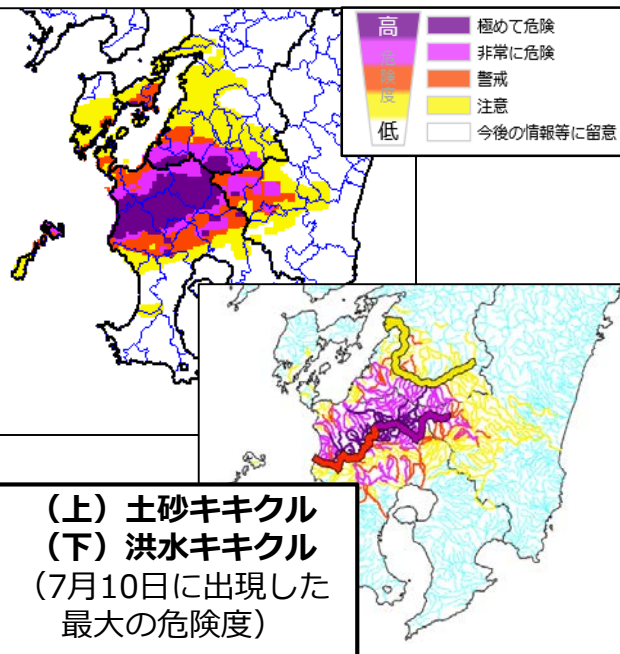 高
危険度
低
極めて危険
非常に危険
警戒
注意
今後の情報等に留意
（上）土砂キキクル
（下）洪水キキクル
（7月10日に出現した
最大の危険度）